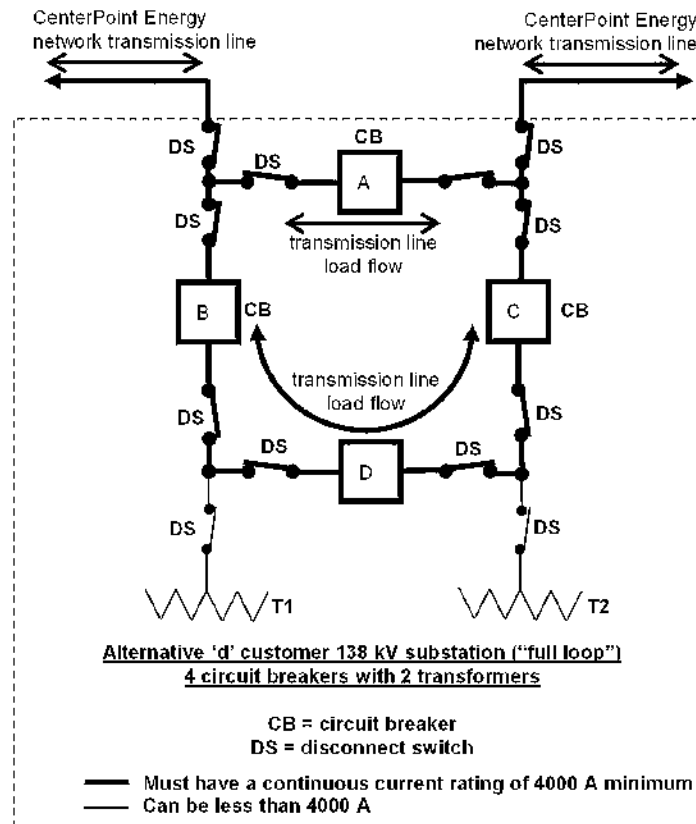 CenterPoint Energy
network transmission line
CenterPoint Energy
network transmission line
DS
CB
DS
DS
A
DS
transmission line
load flow
DS
B
CB
C
CB
transmission line
load flow
DS
DS
DS
DS
D
DS
DS
T1
T2
Alternative ‘d’ customer 138 kV substation (“full loop”)
4 circuit breakers with 2 transformers
CB = circuit breaker
DS = disconnect switch
Must have a continuous current rating of 4000 A minimum
Can be less than 4000 A